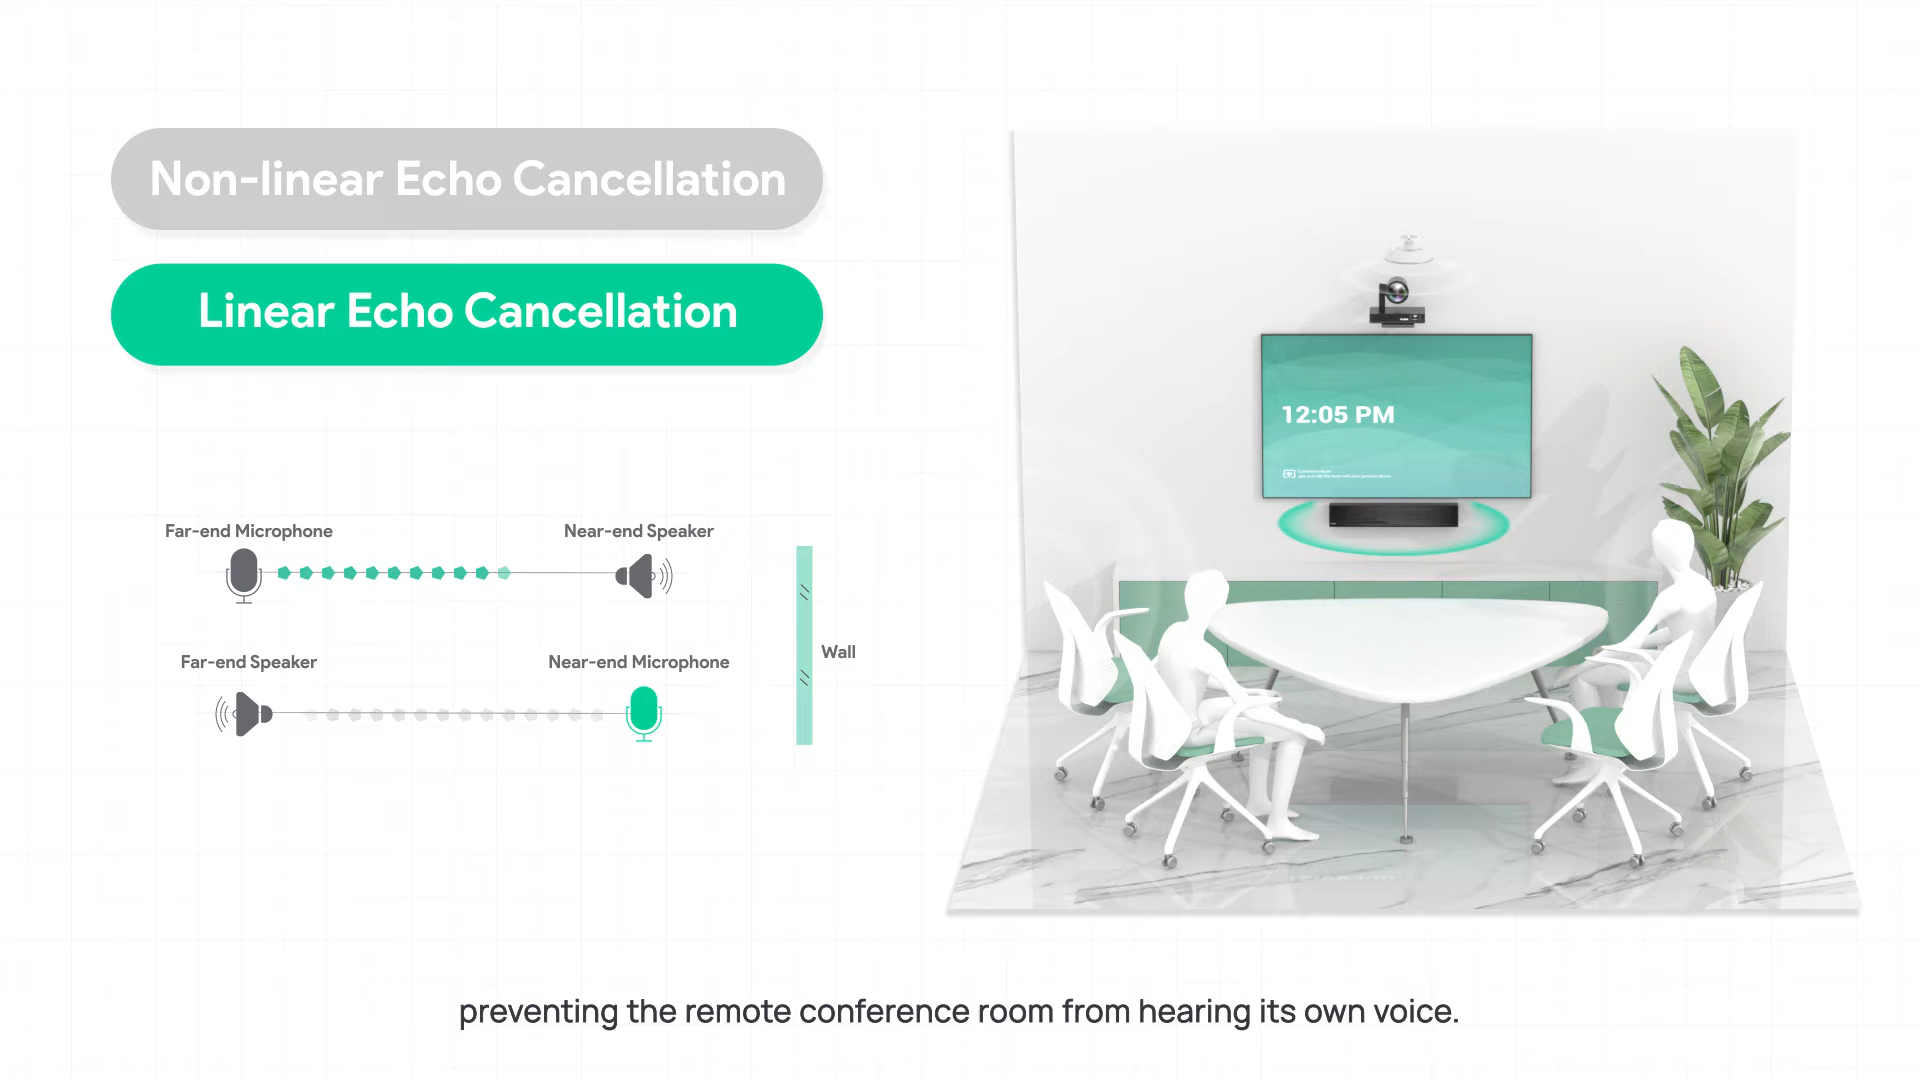 Non-linear Echo Cancellation
Linear Echo Cancellation
Far-end Microphone
Near-end Speaker
Far-end Speaker
Near-end Microphone
Wall
12:05 PM
preventing the remote conference room from hearing its own voice.